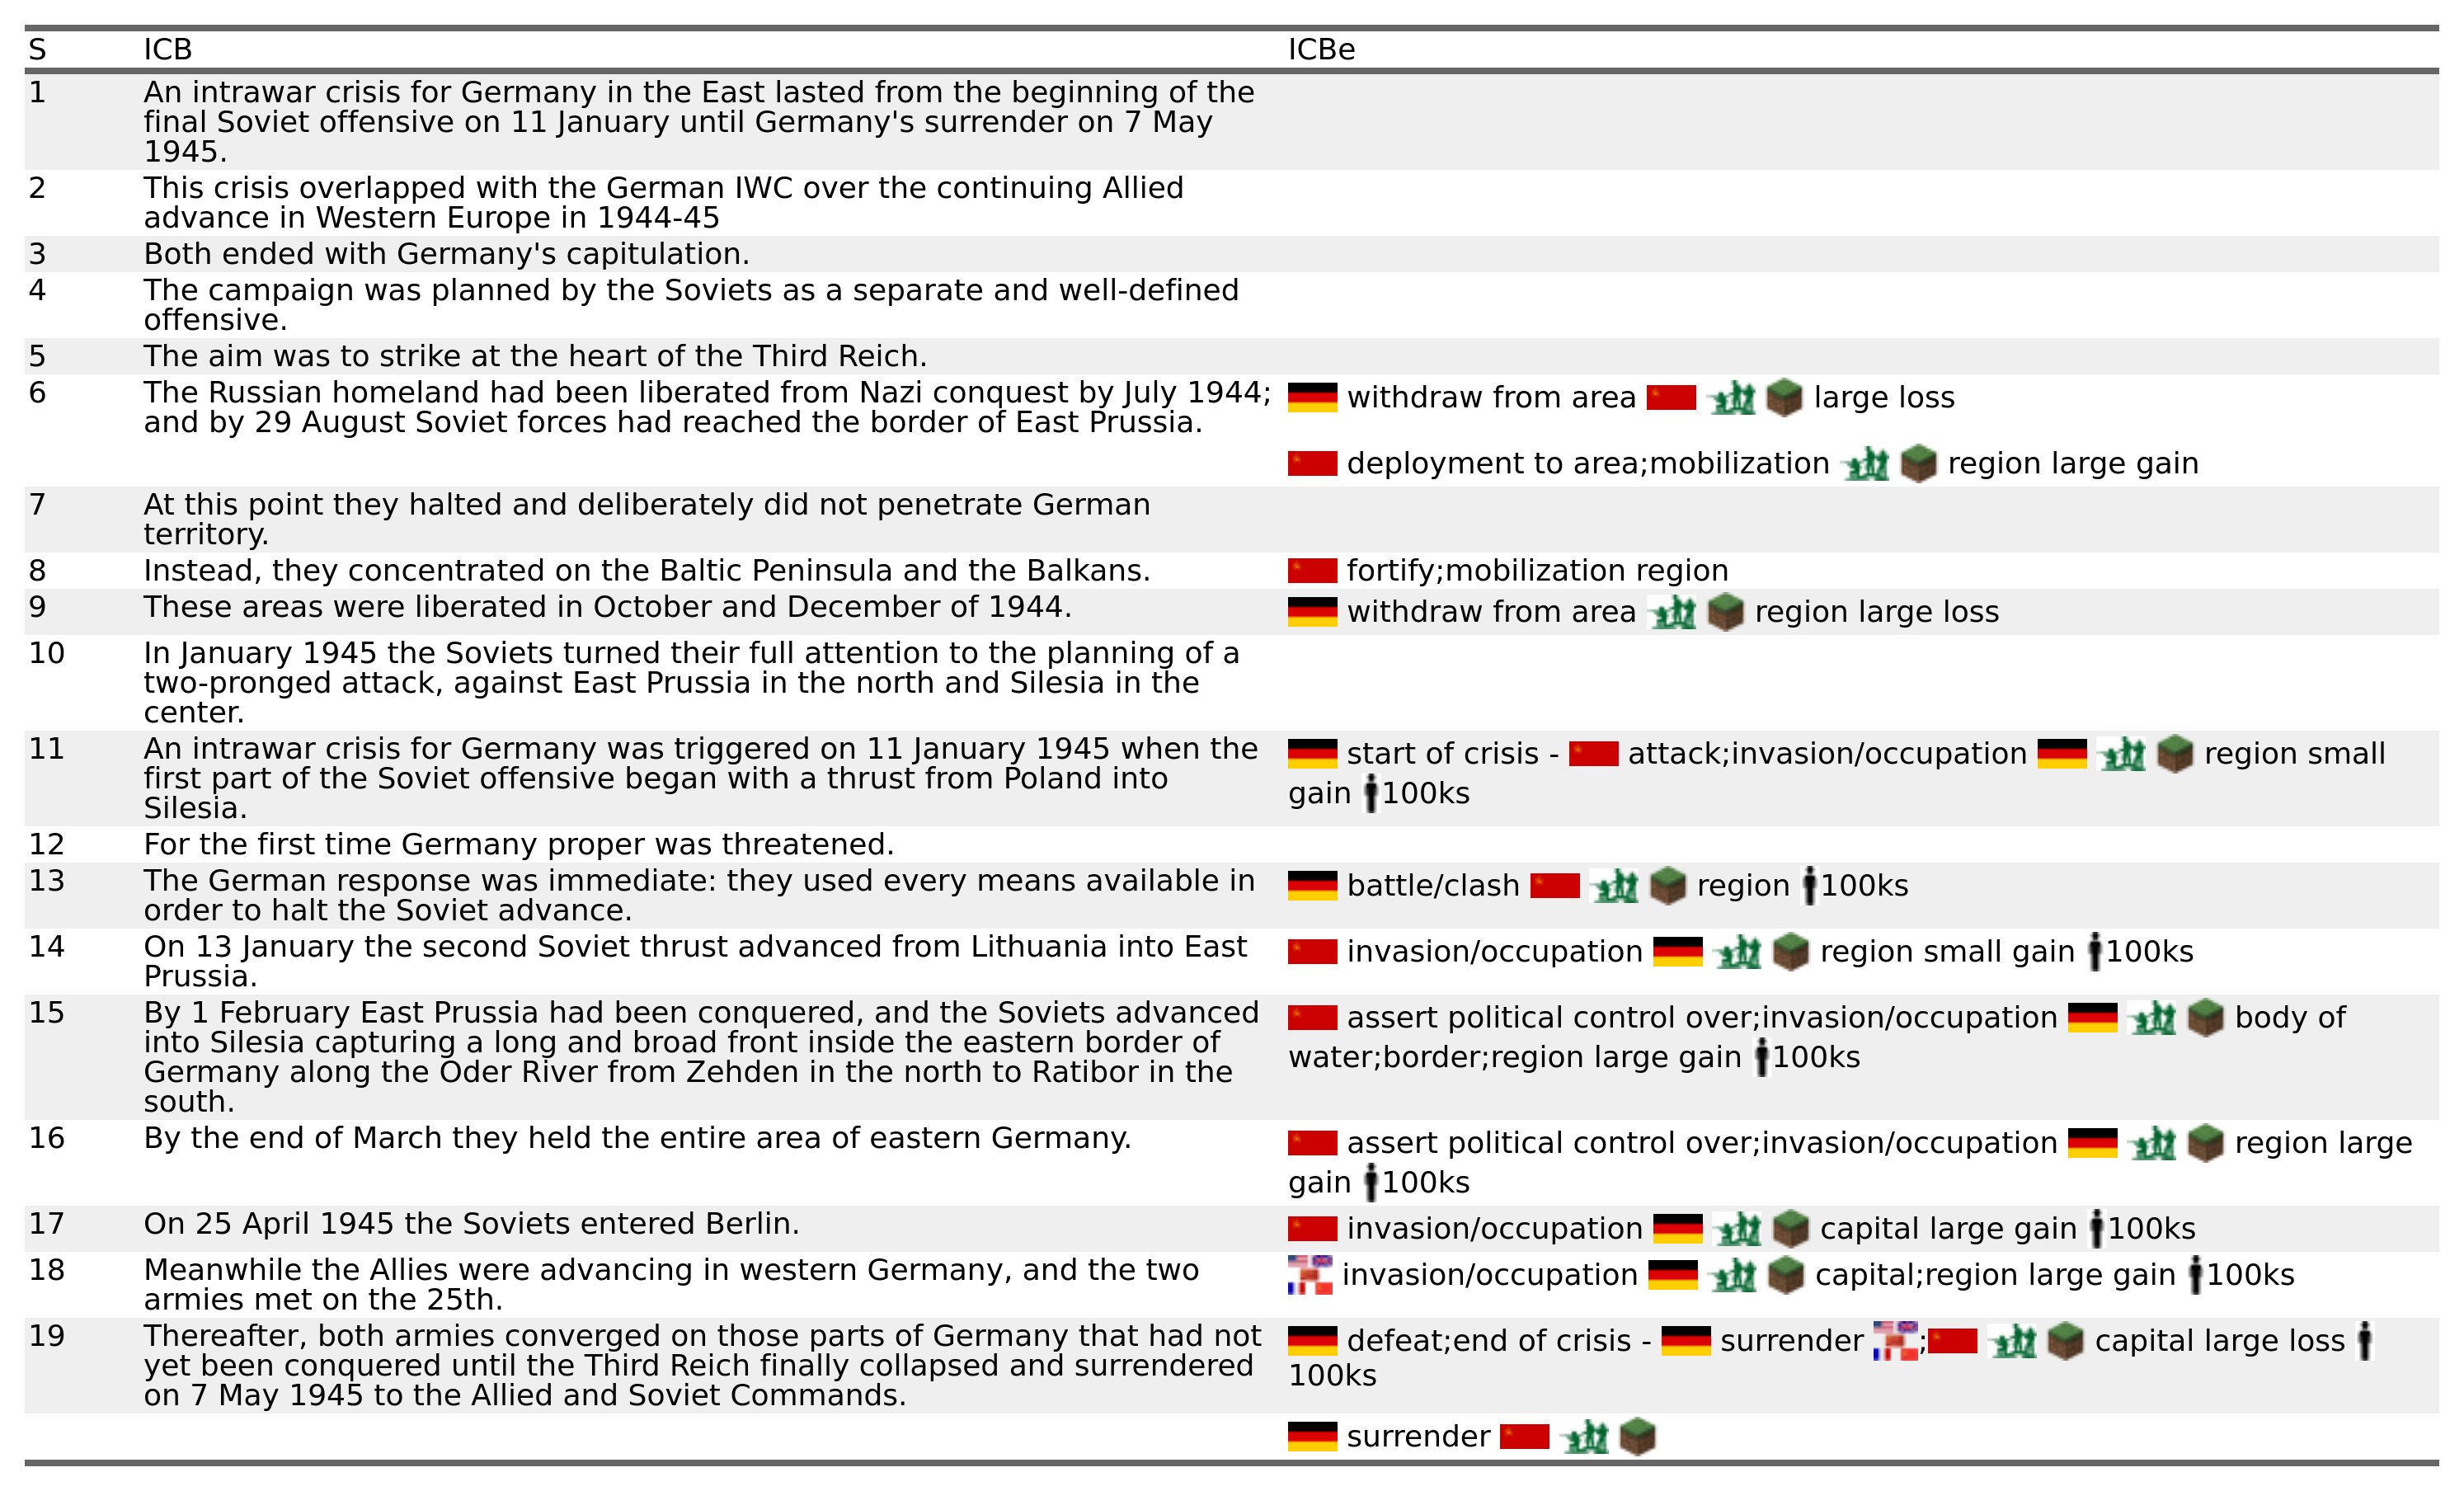 S ICB ICBe
1 An intrawar crisis for Germany in the East lasted from the beginning of the
final Soviet offensive on 11 January until Germany's surrender on 7 May
1945.
2 This crisis overlapped with the German IWC over the continuing Allied
advance in Western Europe in 1944-45
3 Both ended with Germany's capitulation.
4 The campaign was planned by the Soviets as a separate and well-defined
offensive.
5 The aim was to strike at the heart of the Third Reich.
6 The Russian homeland had been liberated from Nazi conquest by July 1944;
and by 29 August Soviet forces had reached the border of East Prussia.
withdraw from area large loss
deployment to area;mobilization region large gain
7 At this point they halted and deliberately did not penetrate German
territory.
8 Instead, they concentrated on the Baltic Peninsula and the Balkans.
fortify;mobilization region
9 These areas were liberated in October and December of 1944.
withdraw from area region large loss
10 In January 1945 the Soviets turned their full attention to the planning of a
two-pronged attack, against East Prussia in the north and Silesia in the
center.
11 An intrawar crisis for Germany was triggered on 11 January 1945 when the
first part of the Soviet offensive began with a thrust from Poland into
Silesia.
start of crisis - attack;invasion/occupation region small
gain 100ks
12 For the first time Germany proper was threatened.
13 The German response was immediate: they used every means available in
order to halt the Soviet advance.
battle/clash region 100ks
14 On 13 January the second Soviet thrust advanced from Lithuania into East
Prussia.
invasion/occupation region small gain 100ks
15 By 1 February East Prussia had been conquered, and the Soviets advanced
into Silesia capturing a long and broad front inside the eastern border of
Germany along the Oder River from Zehden in the north to Ratibor in the
south.
assert political control over;invasion/occupation body of
water;border;region large gain 100ks
16 By the end of March they held the entire area of eastern Germany.
assert political control over;invasion/occupation region large
gain 100ks
17 On 25 April 1945 the Soviets entered Berlin.
invasion/occupation capital large gain 100ks
18 Meanwhile the Allies were advancing in western Germany, and the two
armies met on the 25th.
invasion/occupation capital;region large gain 100ks
19 Thereafter, both armies converged on those parts of Germany that had not
yet been conquered until the Third Reich finally collapsed and surrendered
on 7 May 1945 to the Allied and Soviet Commands.
defeat;end of crisis - surrender ; capital large loss
100ks
surrender